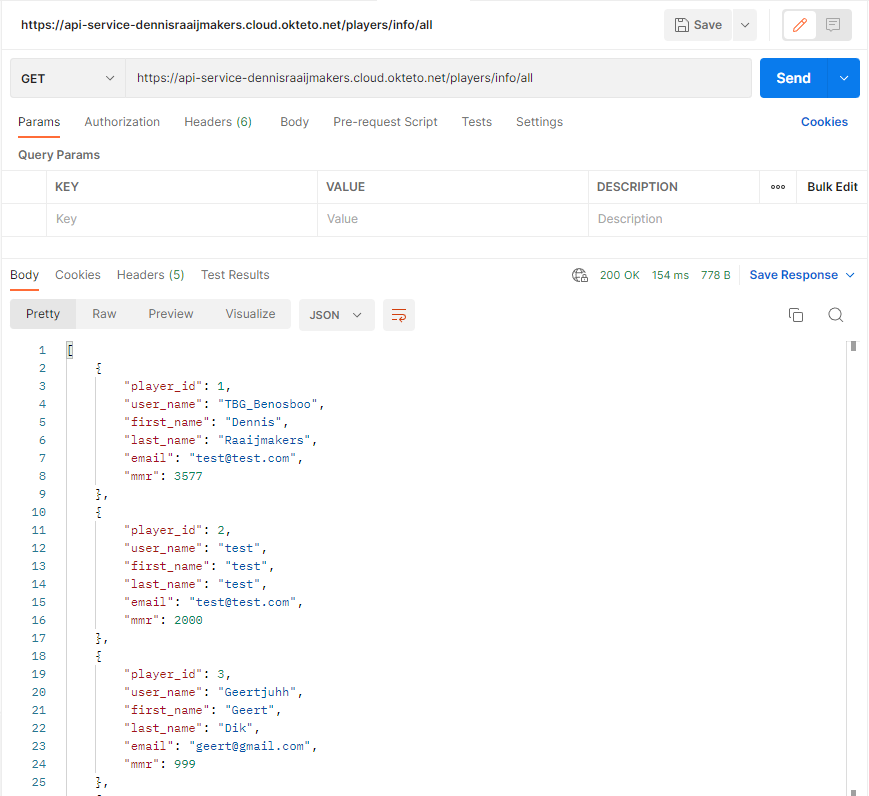 https://api-service-dennisraaijmakers.cloud.okteto.net/players/info/all Save
GET https://api-service-dennisraaijmakers.cloud.okteto.net/players/info/all Send
Params Authorization Headers (6) Body Pre-request Script Tests Settings Cookies
Query Params
KEY VALUE DESCRIPTION ooo Bulk Edit
Key Value Description
Body Cookies Headers (5) Test Results 200 OK 154 ms 778 B Save Response
Pretty Raw Preview Visualize JSON
1 [
2 {
3 "player_id": 1,
4 "user_name": "TBG_Benosboo",
5 "first_name": "Dennis",
6 "last_name": "Raaijmakers",
7 "email": "test@test.com",
8 "mmr": 3577
9 },
10 {
11 "player_id": 2,
12 "user_name": "test",
13 "first_name": "test",
14 "last_name": "test",
15 "email": "test@test.com",
16 "mmr": 2000
17 },
18 {
19 "player_id": 3,
20 "user_name": "Geertjuhh",
21 "first_name": "Geert",
22 "last_name": "Dik",
23 "email": "geert@gmail.com",
24 "mmr": 999
25 },